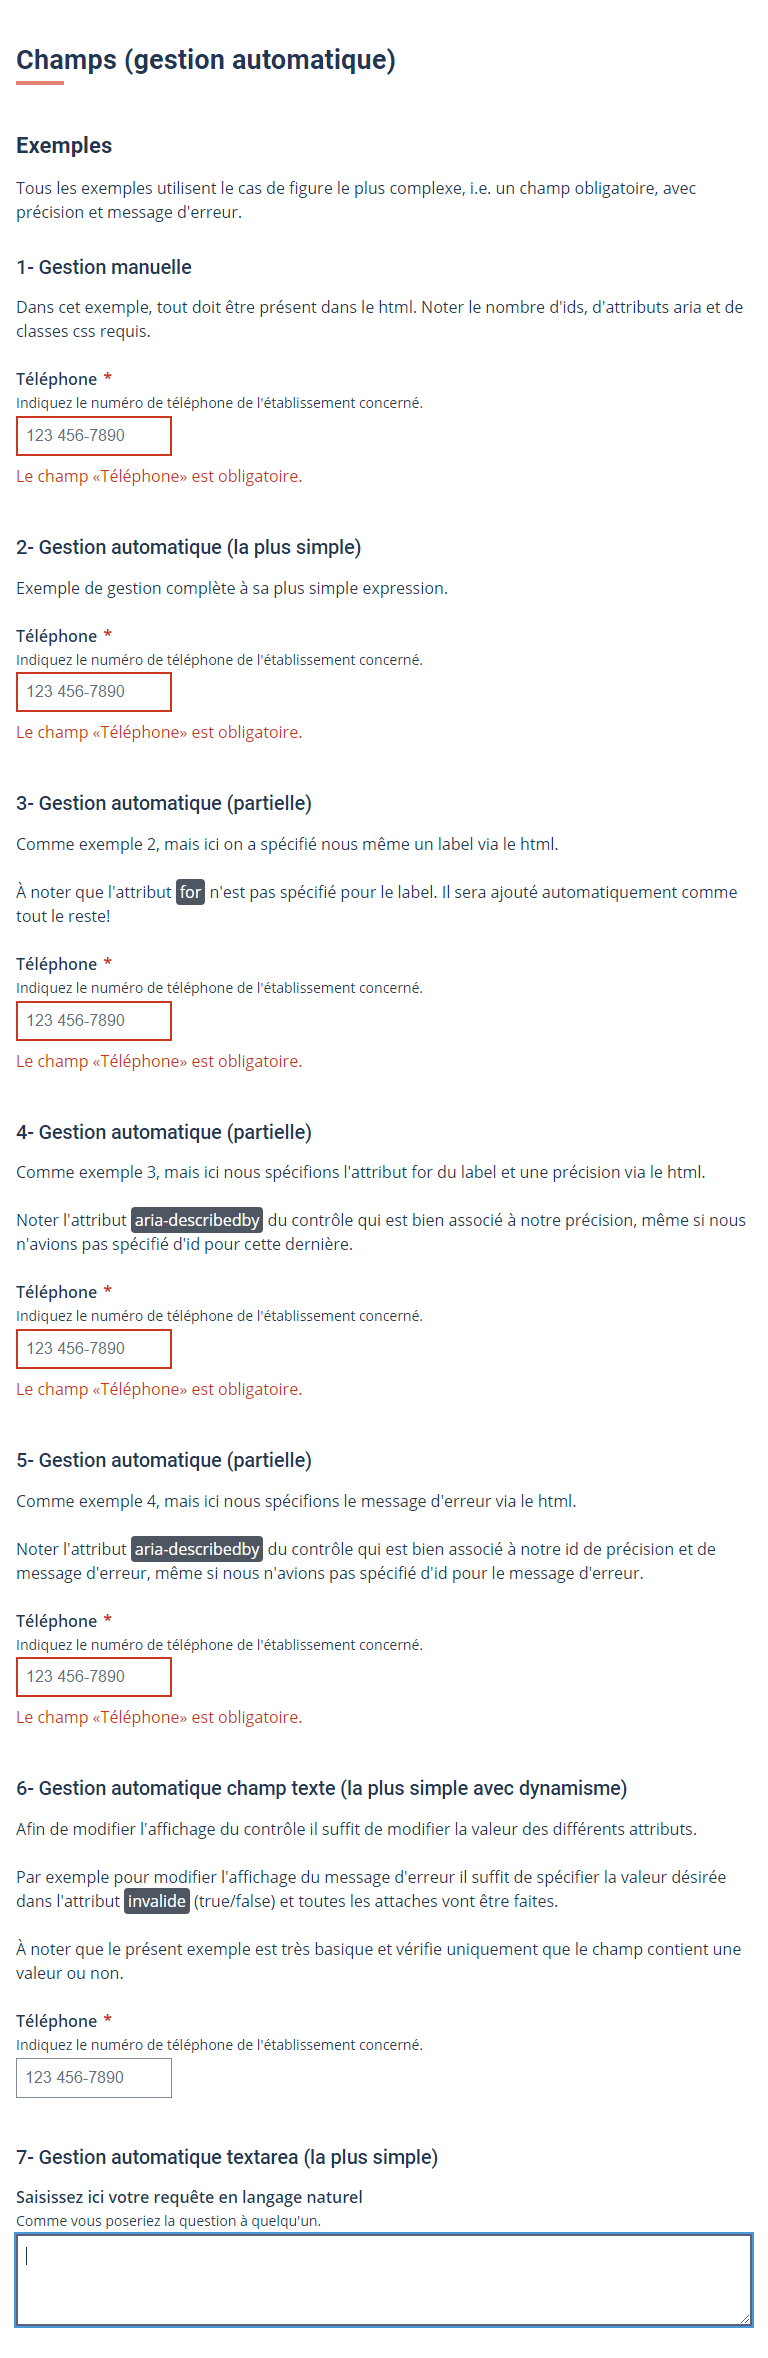 Champs (gestion automatique)
Exemples
Tous les exemples utilisent le cas de figure le plus complexe, i.e. un champ obligatoire, avec
précision et message d'erreur.
1- Gestion manuelle
Dans cet exemple, tout doit être présent dans le html. Noter le nombre d'ids, d'attributs aria et de
classes css requis.
Téléphone *
Indiquez le numéro de téléphone de l'établissement concerné.
123 456-7890
Le champ «Téléphone» est obligatoire.
2- Gestion automatique (la plus simple)
Exemple de gestion complète à sa plus simple expression.
Téléphone *
Indiquez le numéro de téléphone de l'établissement concerné.
123 456-7890
Le champ «Téléphone» est obligatoire.
3- Gestion automatique (partielle)
Comme exemple 2, mais ici on a spécifié nous même un label via le html.
À noter que l'attribut for n'est pas spécifié pour le label. Il sera ajouté automatiquement comme
tout le reste!
Téléphone *
Indiquez le numéro de téléphone de l'établissement concerné.
123 456-7890
Le champ «Téléphone» est obligatoire.
4- Gestion automatique (partielle)
Comme exemple 3, mais ici nous spécifions l'attribut for du label et une précision via le html.
Noter l'attribut aria-describedby du contrôle qui est bien associé à notre précision, même si nous
n'avions pas spécifié d'id pour cette dernière.
Téléphone *
Indiquez le numéro de téléphone de l'établissement concerné.
123 456-7890
Le champ «Téléphone» est obligatoire.
5- Gestion automatique (partielle)
Comme exemple 4, mais ici nous spécifions le message d'erreur via le html.
Noter l'attribut aria-describedby du contrôle qui est bien associé à notre id de précision et de
message d'erreur, même si nous n'avions pas spécifié d'id pour le message d'erreur.
Téléphone *
Indiquez le numéro de téléphone de l'établissement concerné.
123 456-7890
Le champ «Téléphone» est obligatoire.
6- Gestion automatique champ texte (la plus simple avec dynamisme)
Afin de modifier l'affichage du contrôle il suffit de modifier la valeur des différents attributs.
Par exemple pour modifier l'affichage du message d'erreur il suffit de spécifier la valeur désirée
dans l'attribut invalide (true/false) et toutes les attaches vont être faites.
À noter que le présent exemple est très basique et vérifie uniquement que le champ contient une
valeur ou non.
Téléphone *
Indiquez le numéro de téléphone de l'établissement concerné.
123 456-7890
7- Gestion automatique textarea (la plus simple)
Saisissez ici votre requête en langage naturel
Comme vous poseriez la question à quelqu'un.